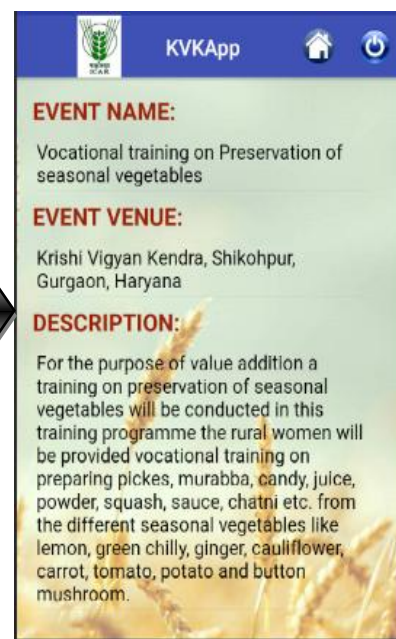 KVKApp
ICAR
EVENT NAME:
Vocational training on Preservation of
seasonal vegetables
EVENT VENUE:
Krishi Vigyan Kendra, Shikohpur,
Gurgaon, Haryana
DESCRIPTION:
For the purpose of value addition a
training on preservation of seasonal
vegetables will be conducted in this
training programme the rural women will
be provided vocational training on
preparing pickes, murabba, candy, juice,
powder, squash, sauce, chatni etc. from
the different seasonal vegetables like
lemon, green chilly, ginger, cauliflower,
carrot, tomato, potato and button
mushroom.